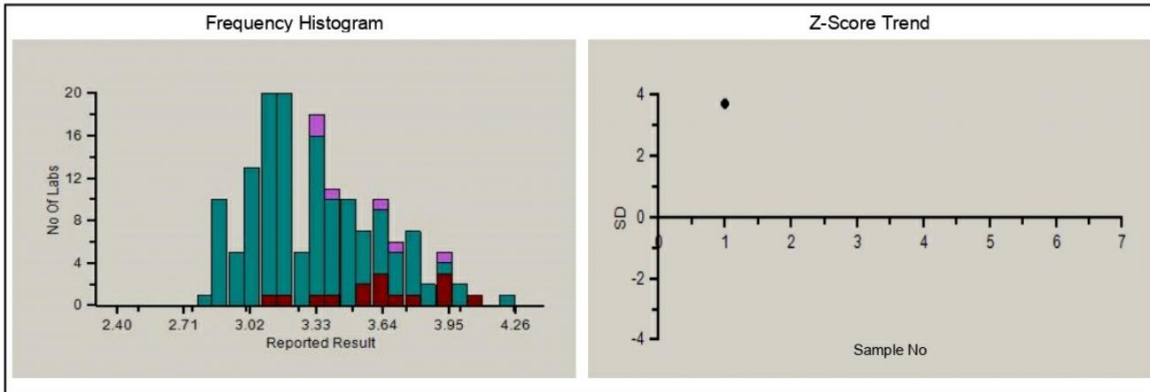 Frequency Histogram
20
16
12
8
4
0
No Of Labs
2.40 2.71 3.02 3.33 3.64 3.95 4.26
Reported Result
Z-Score Trend
4
2
0
-2
-4
SD
0 1 2 3 4 5 6 7
Sample No